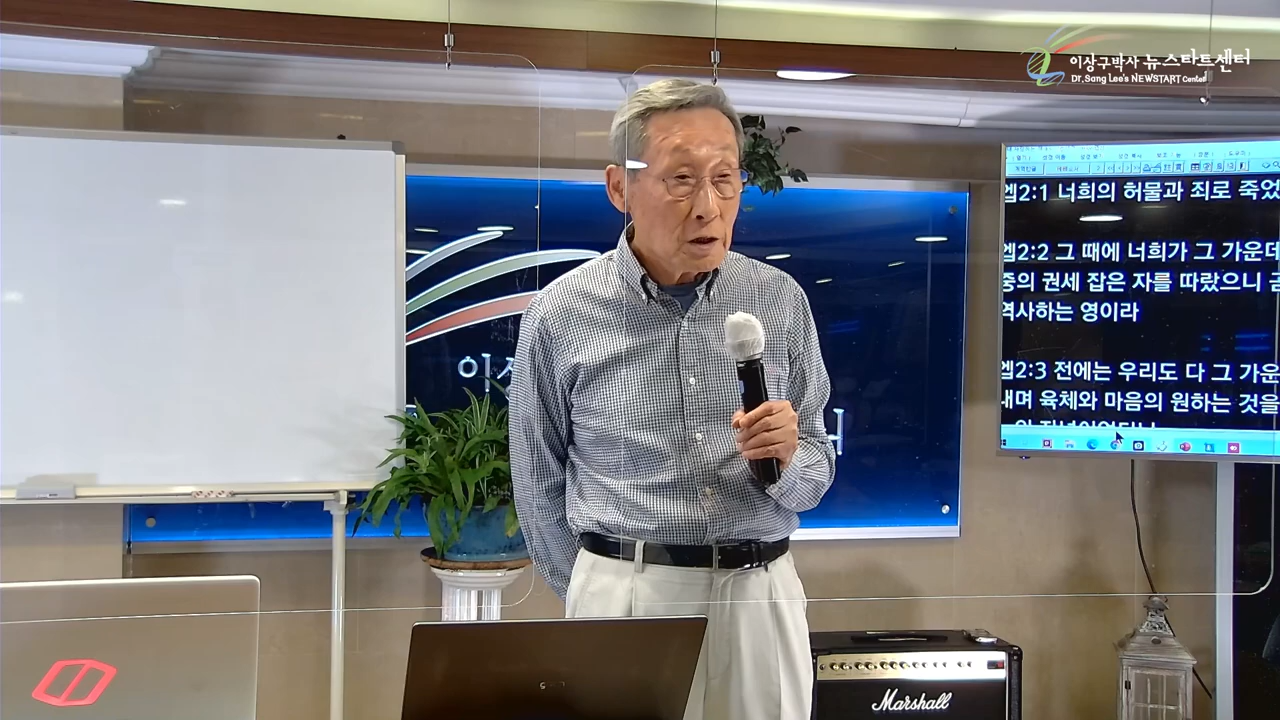 이상구박사 뉴스타트센터
Dr. Sang Lee's NEWSTART Center
엡2:1 너희의 허물과 죄로 죽었
엡2:2 그 때에 너희가 그 가운데
중의 권세 잡은 자를 따랐으니 곧
역사하는 영이라
엡2:3 전에는 우리도 다 그 가운
내며 육체와 마음의 원하는 것을
이상
Marshall